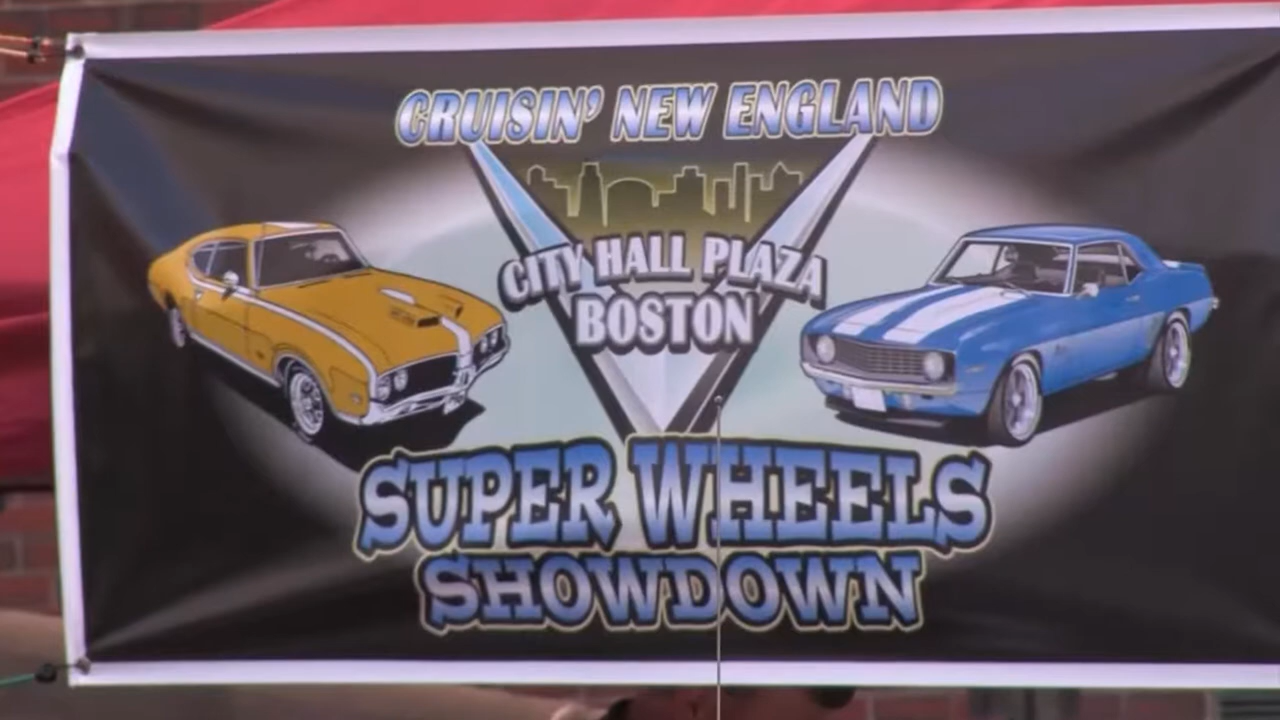 CRUISIN' NEW ENGLAND
CITY HALL PLAZA
BOSTON
SUPER WHEELS
SHOWDOWN